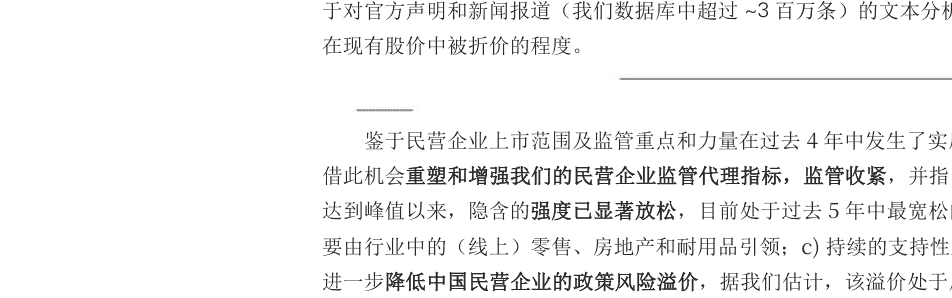 于对官方声明和新闻报道（我们数据库中超过 ~3 百万条）的文本分析
在现有股价中被折价的程度。
鉴于民营企业上市范围及监管重点和力量在过去 4 年中发生了实
借此机会重塑和增强我们的民营企业监管代理指标，监管收紧，并指
达到峰值以来，隐含的强度已显著放松，目前处于过去 5 年中最宽松
要由行业中的（线上）零售、房地产和耐用品引领；c) 持续的支持性
进一步降低中国民营企业的政策风险溢价，据我们估计，该溢价处于